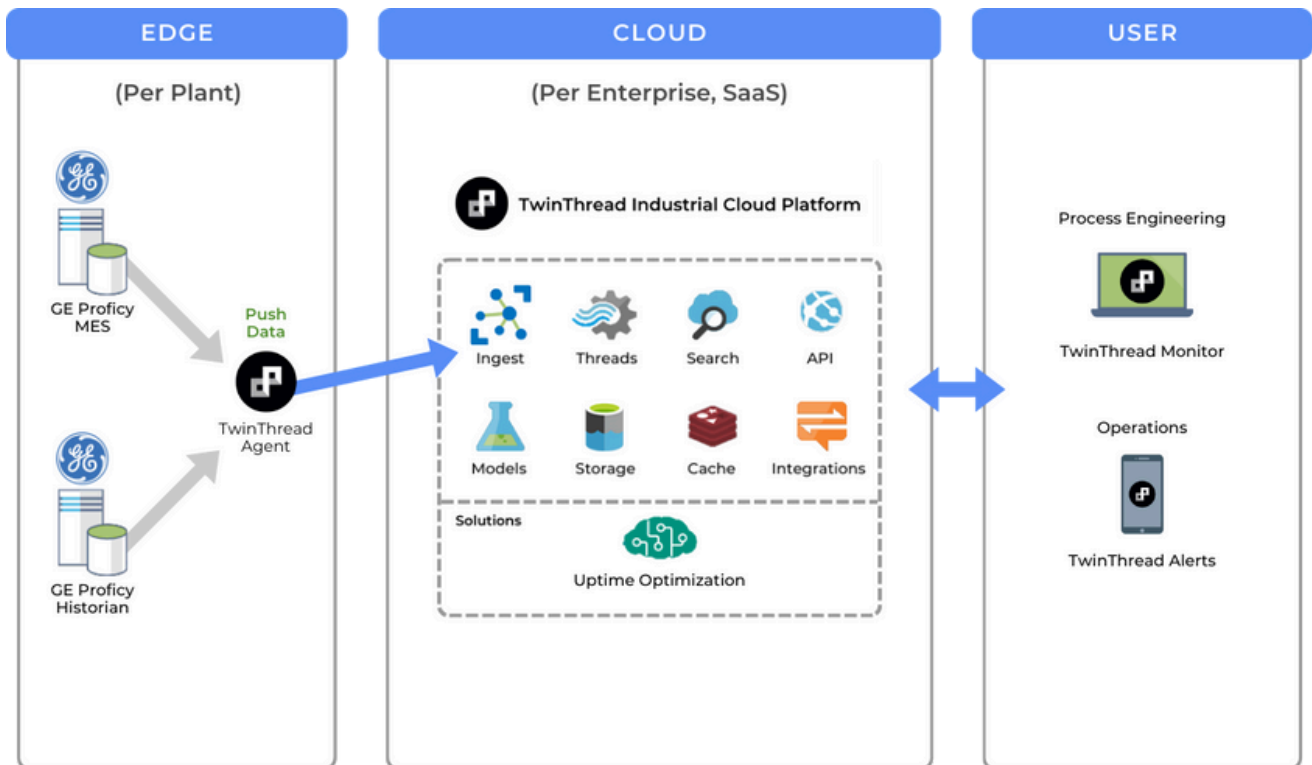 EDGE
(Per Plant)
GE Proficy
MES
Push
Data
TwinThread
Agent
GE Proficy
Historian
CLOUD
(Per Enterprise, SaaS)
TwinThread Industrial Cloud Platform
Ingest
Threads
Search
API
Models
Storage
Cache
Integrations
Solutions
Uptime Optimization
USER
Process Engineering
TwinThread Monitor
Operations
TwinThread Alerts